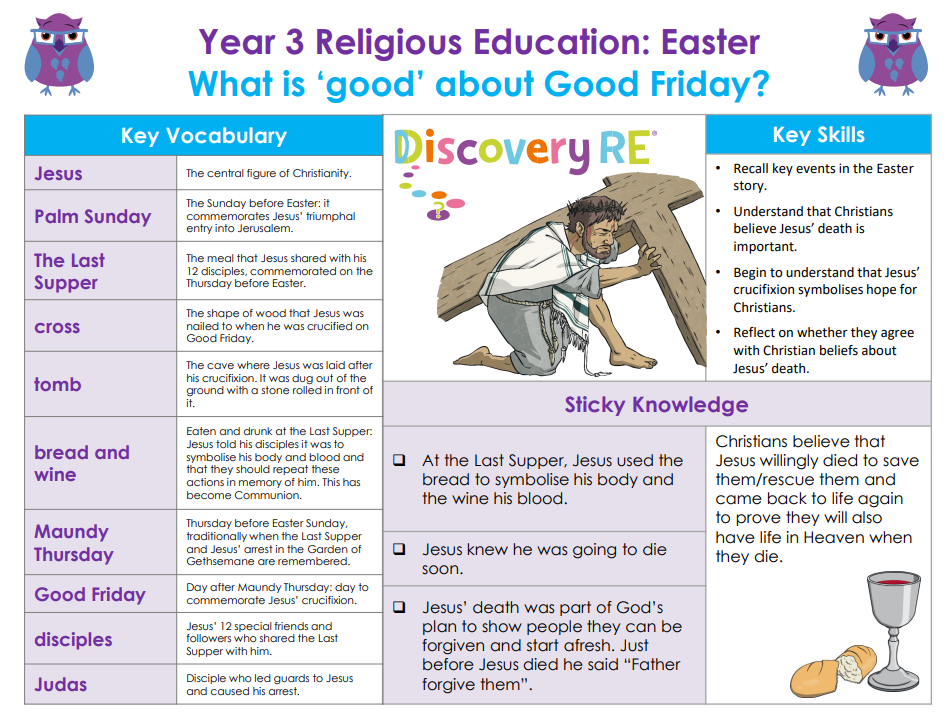 Year 3 Religious Education: Easter
What is ‘good’ about Good Friday?
Key Vocabulary
Jesus
The central figure of Christianity.
Palm Sunday
The Sunday before Easter: it
commemorates Jesus’ triumphal
entry into Jerusalem.
The Last
Supper
The meal that Jesus shared with his
12 disciples, commemorated on the
Thursday before Easter.
cross
The shape of wood that Jesus was
nailed to when he was crucified on
Good Friday.
tomb
The cave where Jesus was laid after
his crucifixion. It was dug out of the
ground with a stone rolled in front of
it.
bread and
wine
Eaten and drunk at the Last Supper:
Jesus told his disciples it was to
symbolise his body and blood and
that they should repeat these
actions in memory of him. This has
become Communion.
Maundy
Thursday
Thursday before Easter Sunday,
traditionally when the Last Supper
and Jesus’ arrest in the Garden of
Gethsemane are remembered.
Good Friday
Day after Maundy Thursday: day to
commemorate Jesus’ crucifixion.
disciples
Jesus’ 12 special friends and
followers who shared the Last
Supper with him.
Judas
Disciple who led guards to Jesus
and caused his arrest.
Discovery RE®
?
Key Skills
• Recall key events in the Easter
story.
• Understand that Christians
believe Jesus’ death is
important.
• Begin to understand that Jesus’
crucifixion symbolises hope for
Christians.
• Reflect on whether they agree
with Christian beliefs about
Jesus’ death.
Sticky Knowledge
❑ At the Last Supper, Jesus used the
bread to symbolise his body and
the wine his blood.
❑ Jesus knew he was going to die
soon.
❑ Jesus’ death was part of God’s
plan to show people they can be
forgiven and start afresh. Just
before Jesus died he said “Father
forgive them”.
Christians believe that
Jesus willingly died to save
them/rescue them and
came back to life again
to prove they will also
have life in Heaven when
they die.